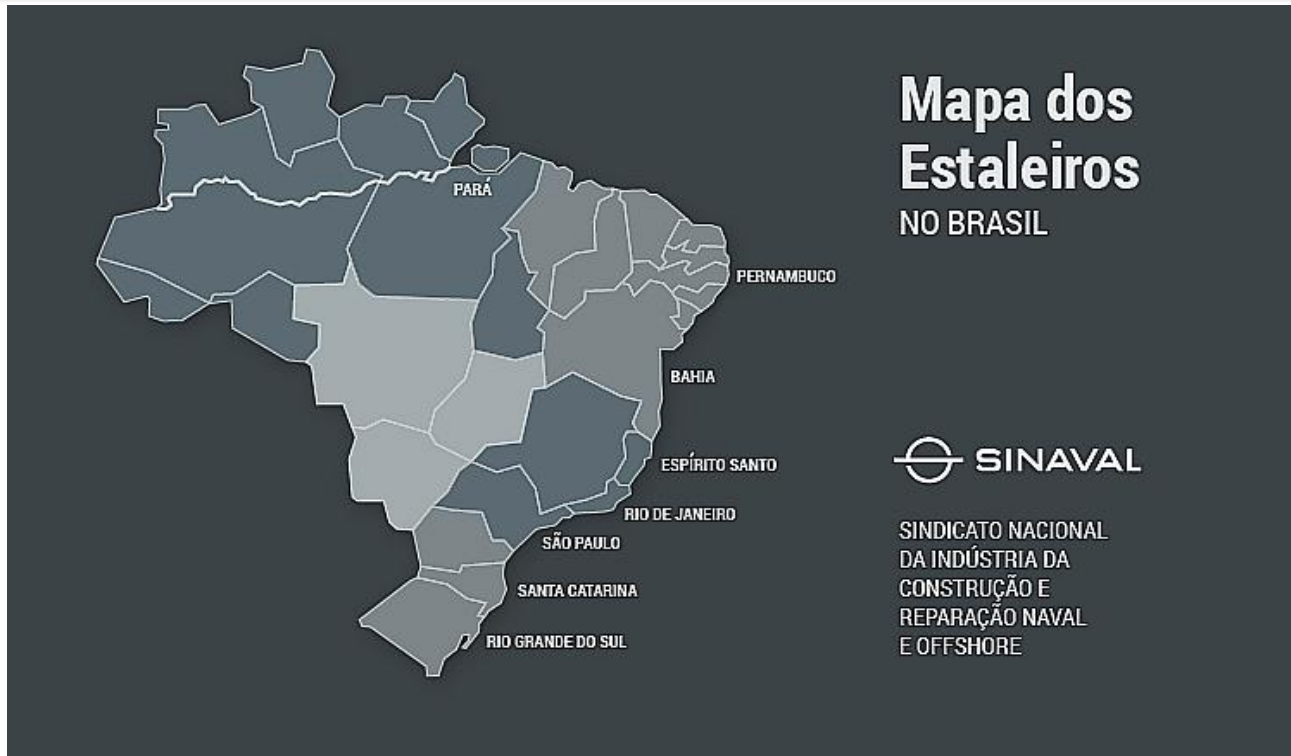 Mapa dos
Estaleiros
NO BRASIL
PARÁ
PERNAMBUCO
BAHIA
ESPÍRITO SANTO
RIO DE JANEIRO
SÃO PAULO
SANTA CATARINA
RIO GRANDE DO SUL
SINAVAL
SINDICATO NACIONAL
DA INDÚSTRIA DA
CONSTRUÇÃO E
REPARAÇÃO NAVAL
E OFFSHORE